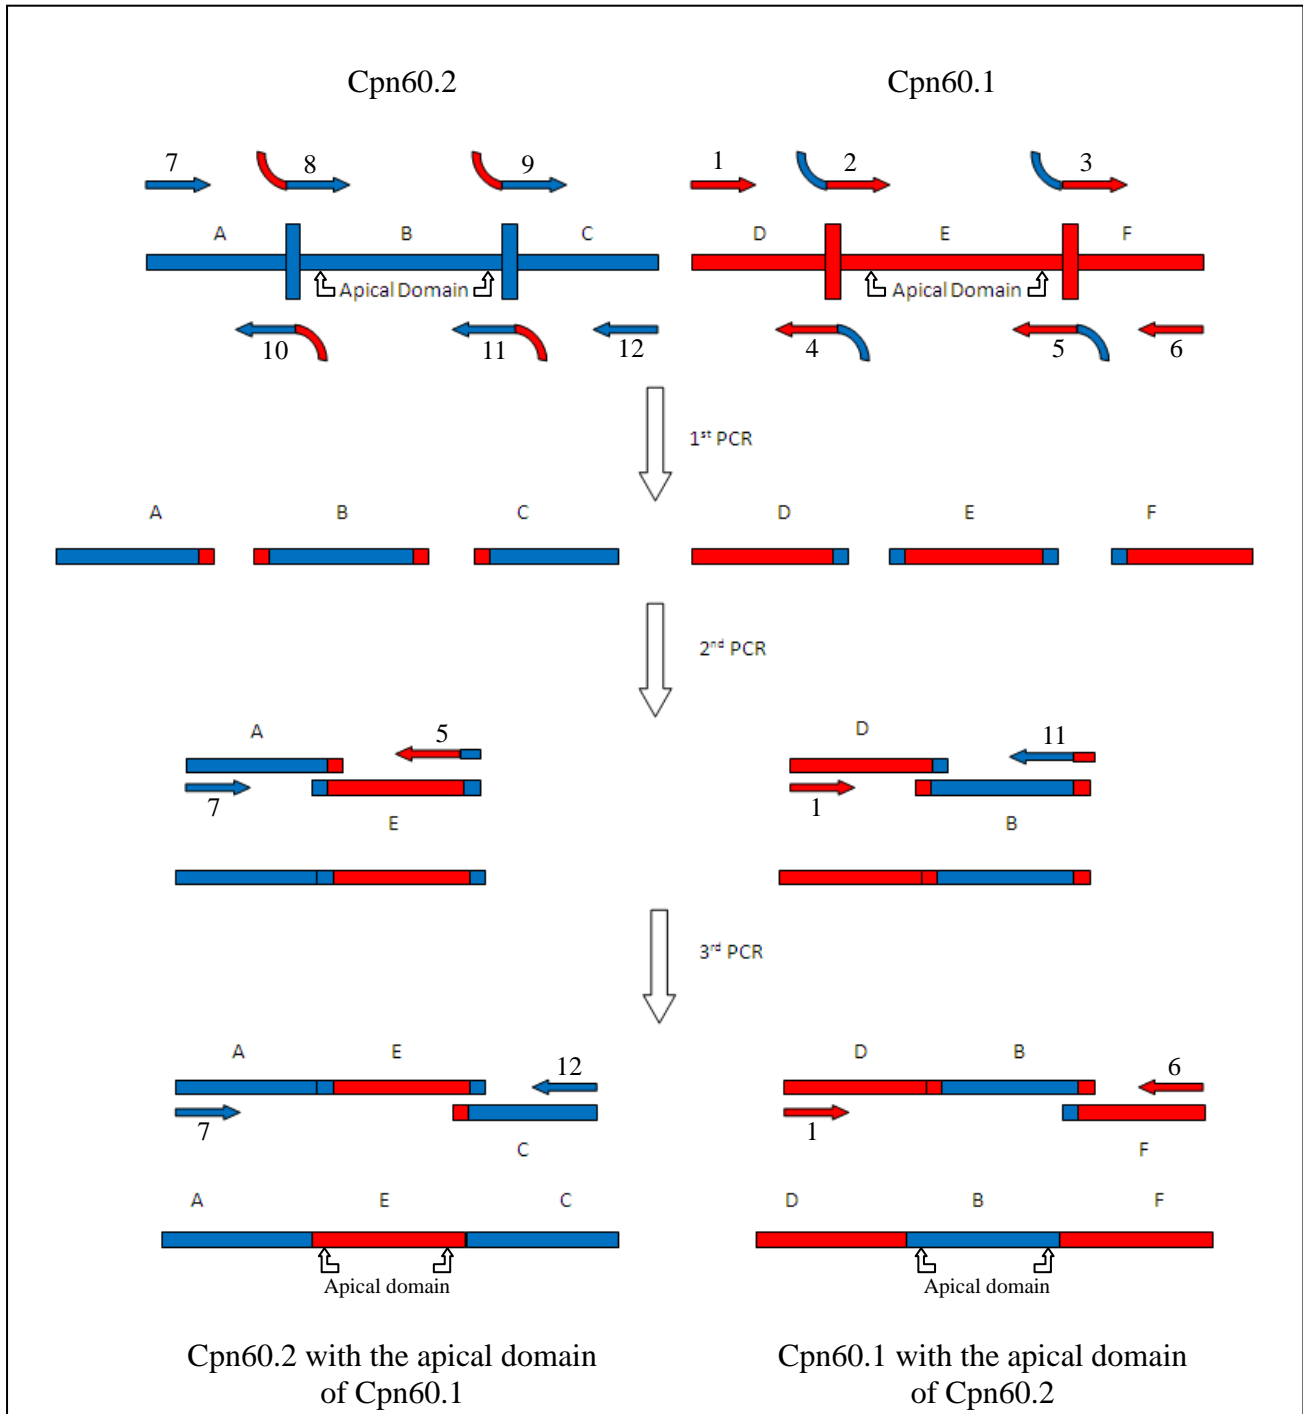 Cpn60.2 Cpn60.1
7 8 9 1 2 3
A B C D E F
Apical Domain Apical Domain
10 11 12 4 5 6
1st PCR
A B C D E F
2nd PCR
A 5 D 11
7 1
E B
3rd PCR
A E 12 D B 6
7 1
C F
A E C D B F
Apical domain Apical domain
Cpn60.2 with the apical domain
of Cpn60.1
Cpn60.1 with the apical domain
of Cpn60.2